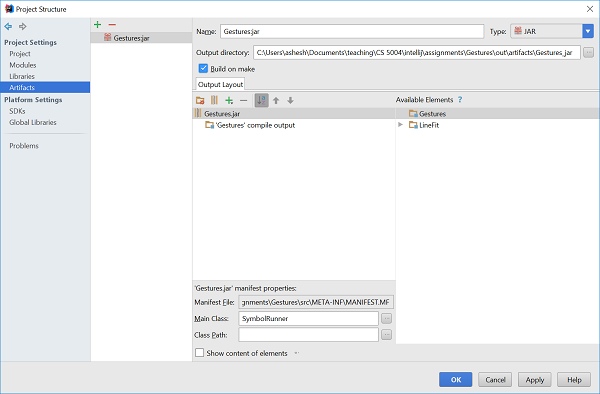 Project Structure
Project Settings
Project
Modules
Libraries
Artifacts
Platform Settings
SDKs
Global Libraries
Problems
Gestures.jar
Name: Gestures:jar
Type: JAR
Output directory: C:\Users\ashesh\Documents\teaching\CS 5004\intellij\assignments\Gestures\out\artifacts\Gestures_jar
Build on make
Output Layout
Available Elements ?
Gestures.jar
'Gestures' compile output
Gestures
LineFit
'Gestures.jar' manifest properties:
Manifest File: gnments\Gestures\src\META-INF\MANIFEST.MF
Main Class: SymbolRunner
Class Path:
Show content of elements
OK
Cancel
Apply
Help